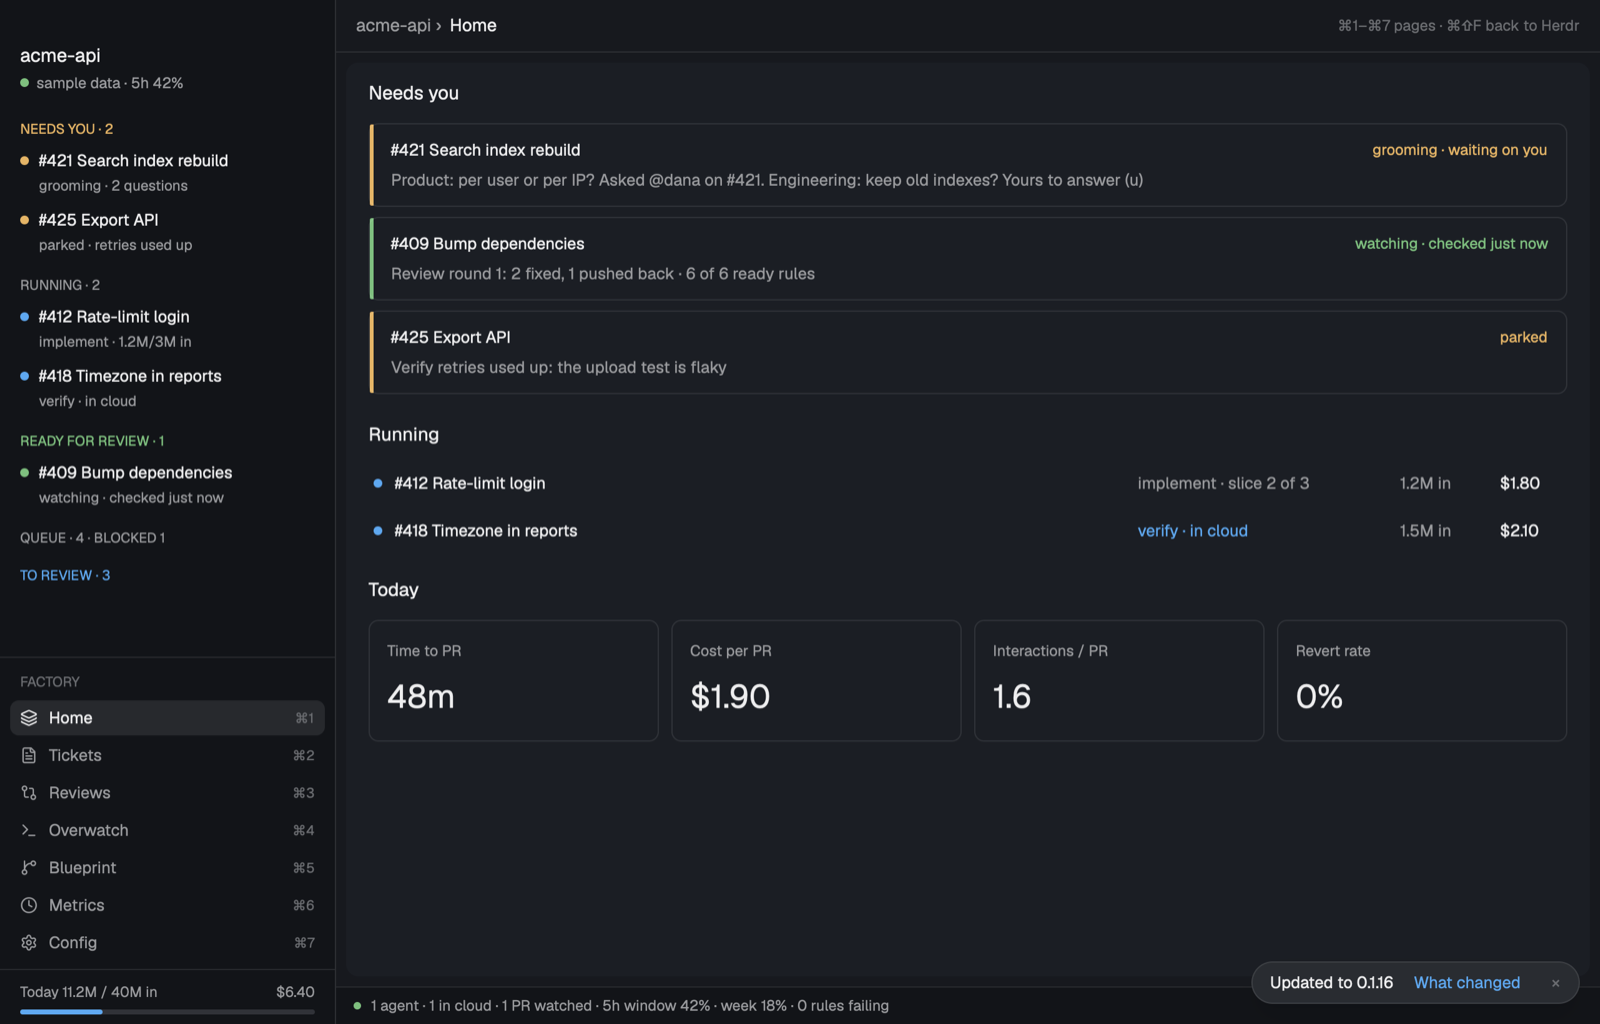 acme-api
sample data · 5h 42%
NEEDS YOU · 2
#421 Search index rebuild
grooming · 2 questions
#425 Export API
parked · retries used up
RUNNING · 2
#412 Rate-limit login
implement · 1.2M/3M in
#418 Timezone in reports
verify · in cloud
READY FOR REVIEW · 1
#409 Bump dependencies
watching · checked just now
QUEUE · 4 · BLOCKED 1
TO REVIEW · 3
FACTORY
Home ⌘1
Tickets ⌘2
Reviews ⌘3
Overwatch ⌘4
Blueprint ⌘5
Metrics ⌘6
Config ⌘7
Today 11.2M / 40M in $6.40
acme-api › Home ⌘1–⌘7 pages · ⌘⇧F back to Herdr
Needs you
#421 Search index rebuild grooming · waiting on you
Product: per user or per IP? Asked @dana on #421. Engineering: keep old indexes? Yours to answer (u)
#409 Bump dependencies watching · checked just now
Review round 1: 2 fixed, 1 pushed back · 6 of 6 ready rules
#425 Export API parked
Verify retries used up: the upload test is flaky
Running
#412 Rate-limit login implement · slice 2 of 3 1.2M in $1.80
#418 Timezone in reports verify · in cloud 1.5M in $2.10
Today
Time to PR
48m
Cost per PR
$1.90
Interactions / PR
1.6
Revert rate
0%
Updated to 0.1.16 What changed ×
1 agent · 1 in cloud · 1 PR watched · 5h window 42% · week 18% · 0 rules failing